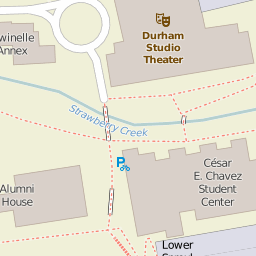 Durham
Studio
Theater
winelle
Annex
Strawberry Creek
P
César
E. Chavez
Student
Center
Alumni
House
Lower